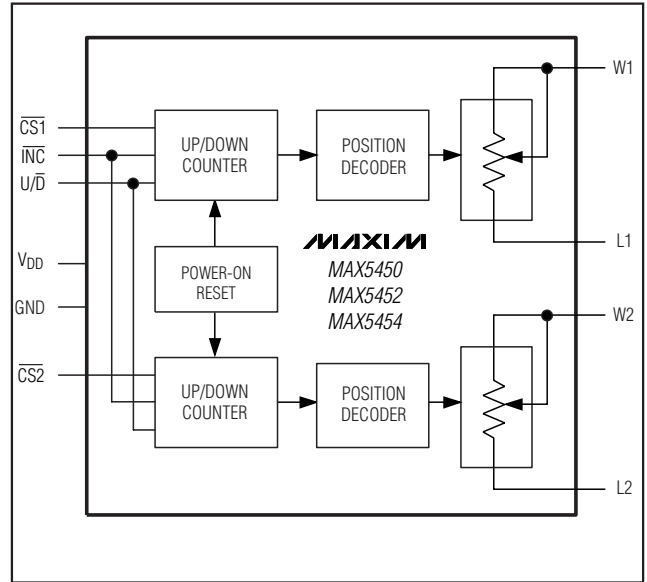 W1
CS1
INC
U/D
UP/DOWN
COUNTER
POSITION
DECODER
L1
VDD
GND
POWER-ON
RESET
MAXIM
MAX5450
MAX5452
MAX5454
W2
CS2
UP/DOWN
COUNTER
POSITION
DECODER
L2